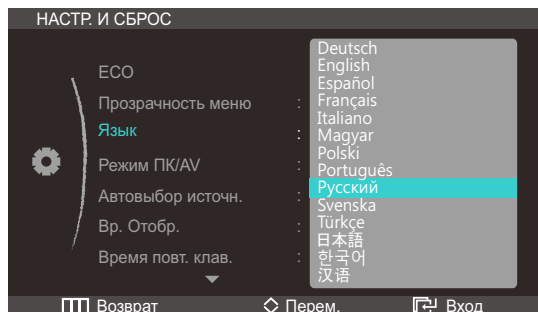 НАСТР. И СБРОС
ECO
Прозрачность меню :
Язык :
Режим ПК/AV :
Автовыбор источн. :
Вр. Отобр. :
Время повт. клав. :
Deutsch
English
Español
Français
Italiano
Magyar
Polski
Português
Русский
Svenska
Türkçe
日本語
한국어
汉语
Возврат
Перем.
Вход